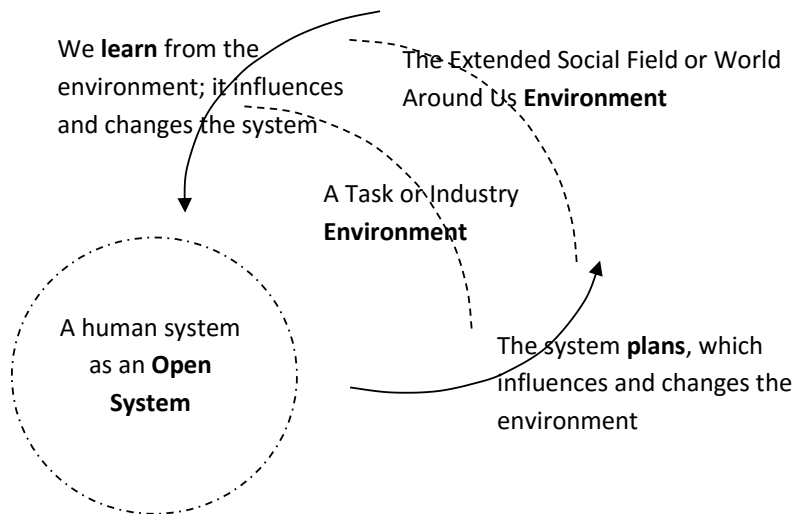 We learn from the
environment; it influences
and changes the system
The Extended Social Field or World
Around Us Environment
A Task or Industry
Environment
A human system
as an Open
System
The system plans, which
influences and changes the
environment